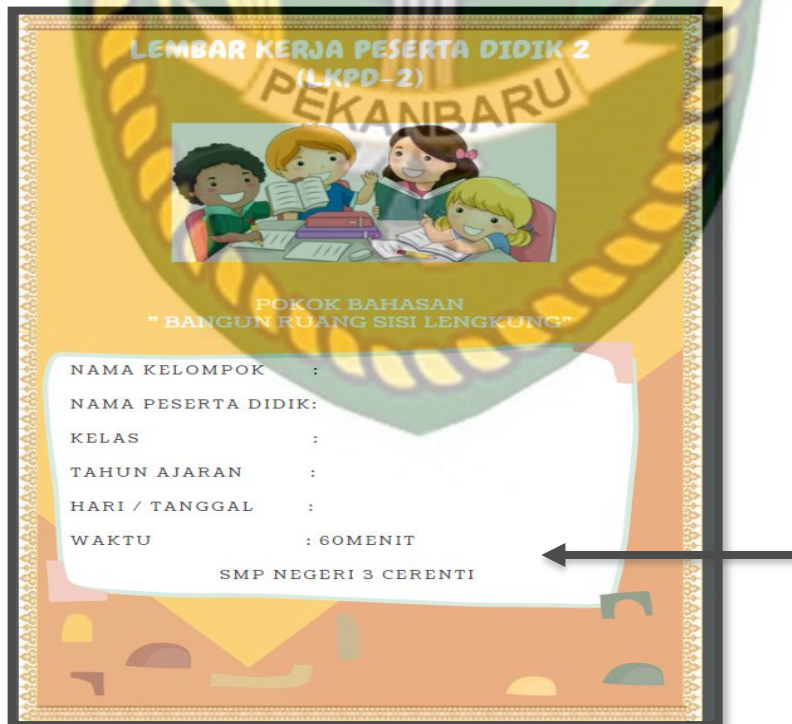 LEMBAR KERJA PESERTA DIDIK 2
(LKPD-2)
PEKANBARU
POKOK BAHASAN
" BANGUN RUANG SISI LENGKUNG"
NAMA KELOMPOK :
NAMA PESERTA DIDIK:
KELAS :
TAHUN AJARAN :
HARI / TANGGAL :
WAKTU : 60MENIT
SMP NEGERI 3 CERENTI